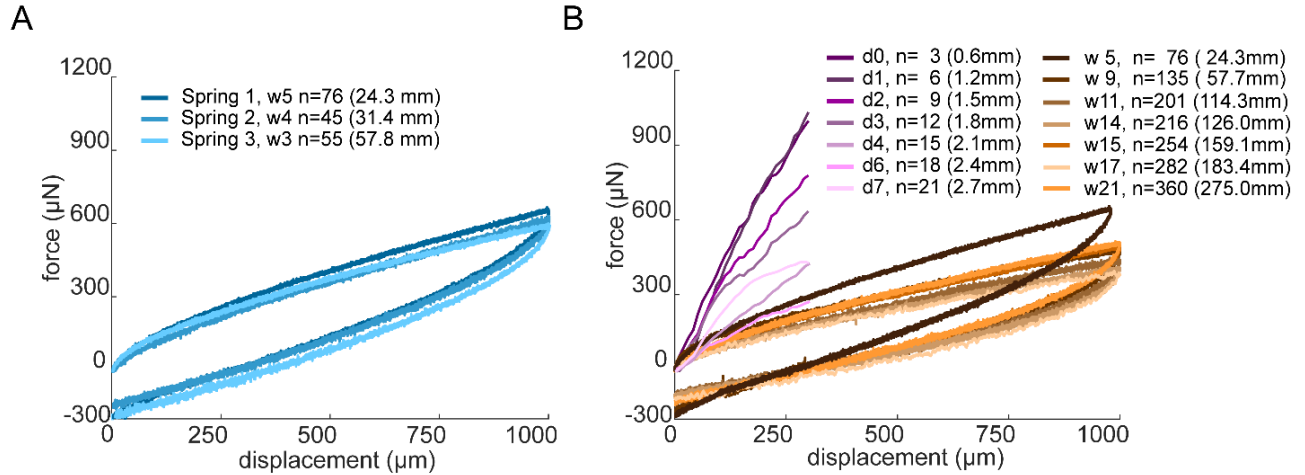 A
1200
900
600
300
0
-300
force (µN)
Spring 1, w5 n=76 (24.3 mm)
Spring 2, w4 n=45 (31.4 mm)
Spring 3, w3 n=55 (57.8 mm)
0 250 500 750 1000
displacement (µm)
B
1200
900
600
300
0
-300
force (µN)
d0, n= 3 (0.6mm)
d1, n= 6 (1.2mm)
d2, n= 9 (1.5mm)
d3, n=12 (1.8mm)
d4, n=15 (2.1mm)
d6, n=18 (2.4mm)
d7, n=21 (2.7mm)
w 5, n= 76 ( 24.3mm)
w 9, n=135 ( 57.7mm)
w11, n=201 (114.3mm)
w14, n=216 (126.0mm)
w15, n=254 (159.1mm)
w17, n=282 (183.4mm)
w21, n=360 (275.0mm)
0 250 500 750 1000
displacement (µm)